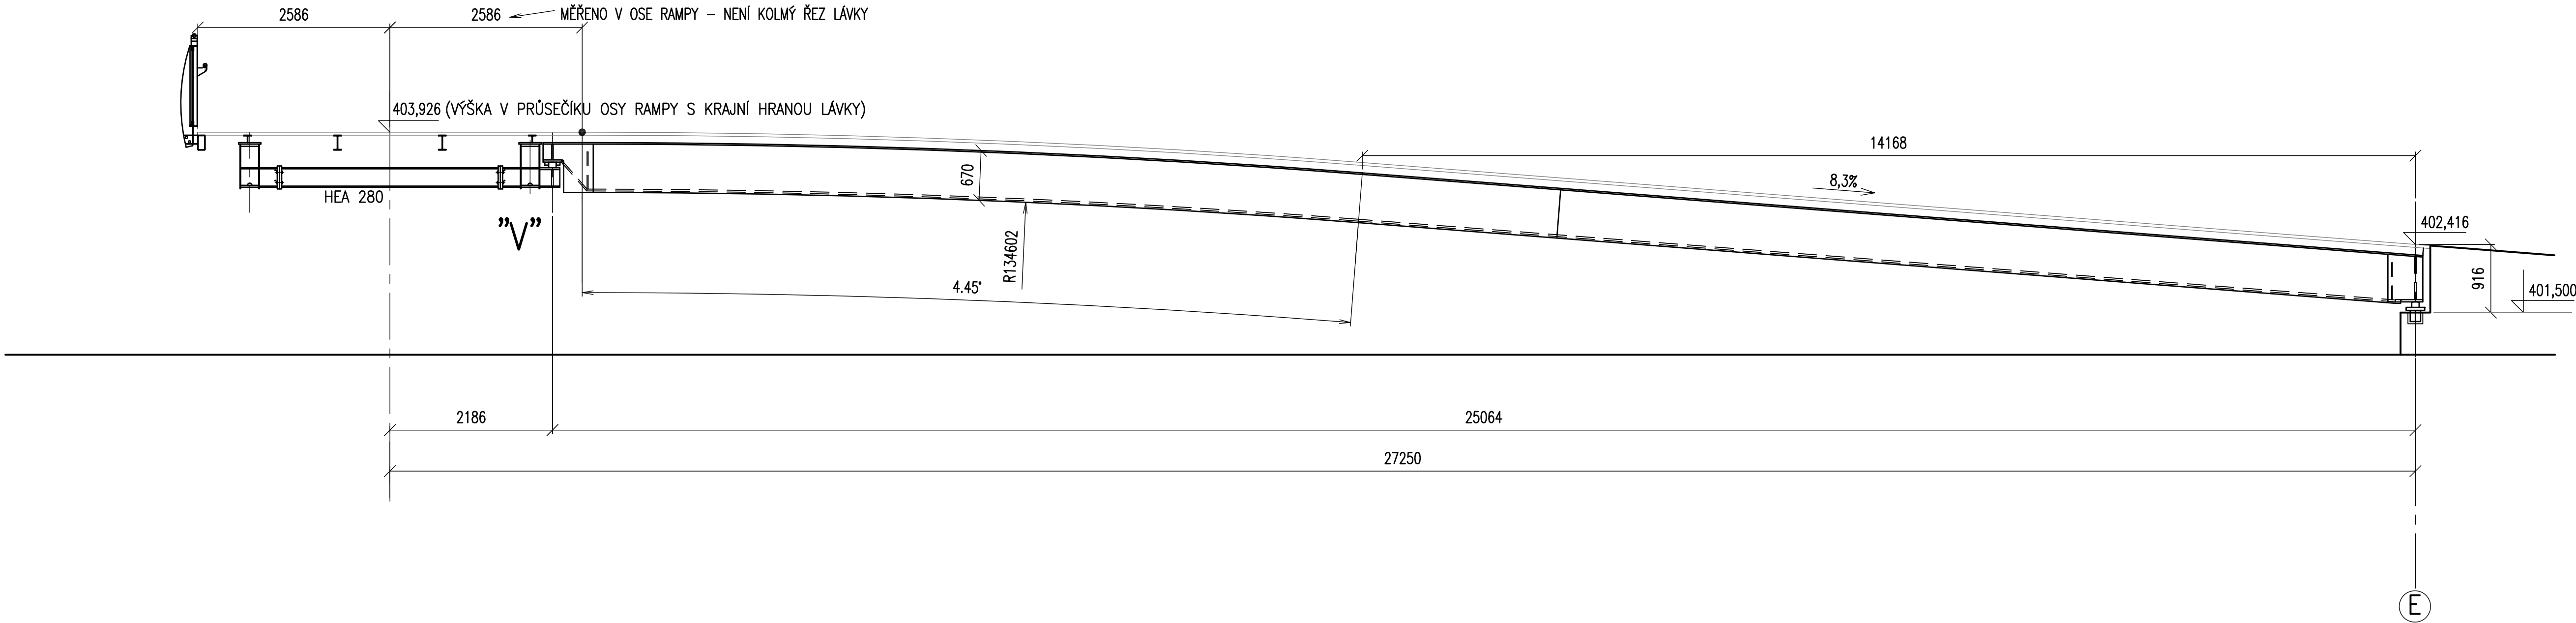 2586
2586
MĚŘENO V OSE RAMPY – NENÍ KOLMÝ ŘEZ LÁVKY
403,926 (VÝŠKA V PRŮSEČÍKU OSY RAMPY S KRAJNÍ HRANOU LÁVKY)
14168
670
8,3%
HEA 280
"V"
402,416
R134602
4.45°
916
401,500
2186
25064
27250
E